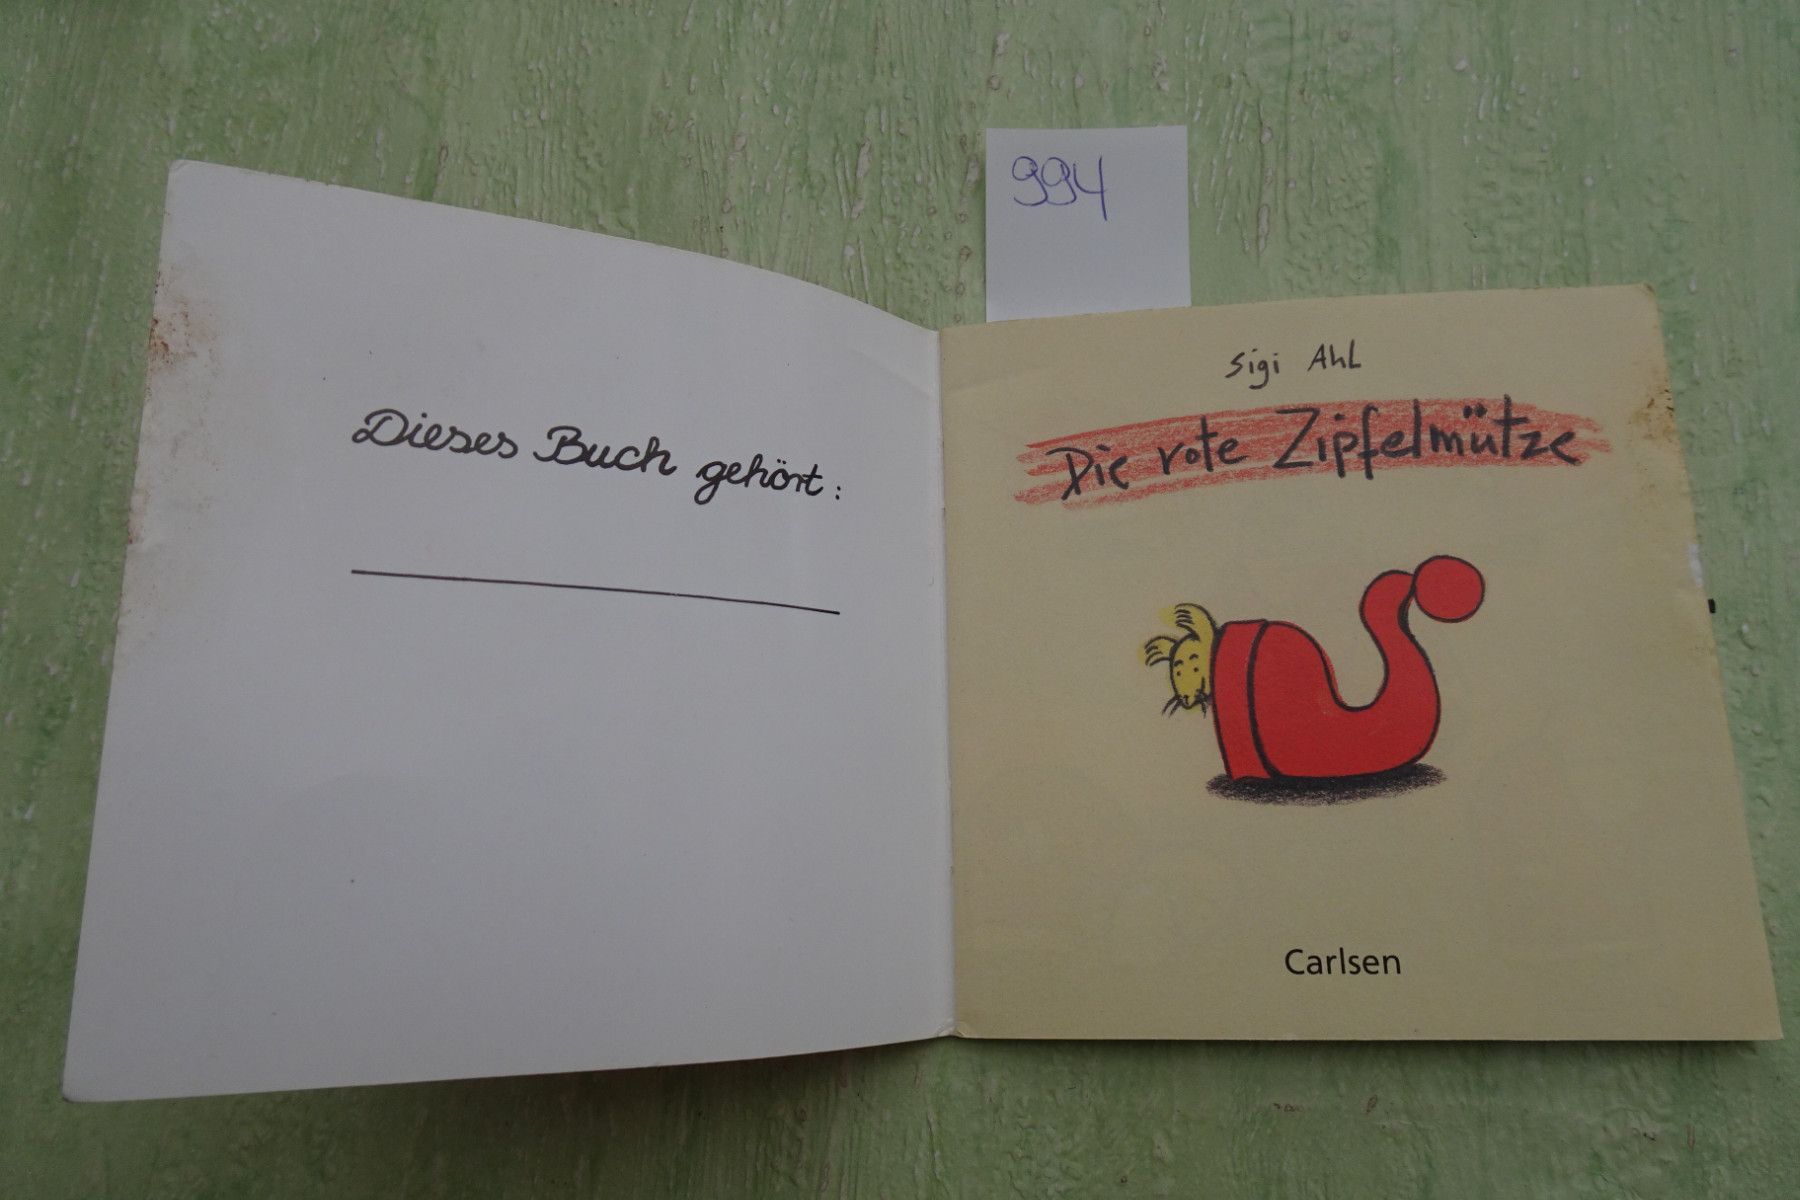 994
Dieses Buch gehört:
Sigi Ahl
Die rote Zipfelmütze
Carlsen